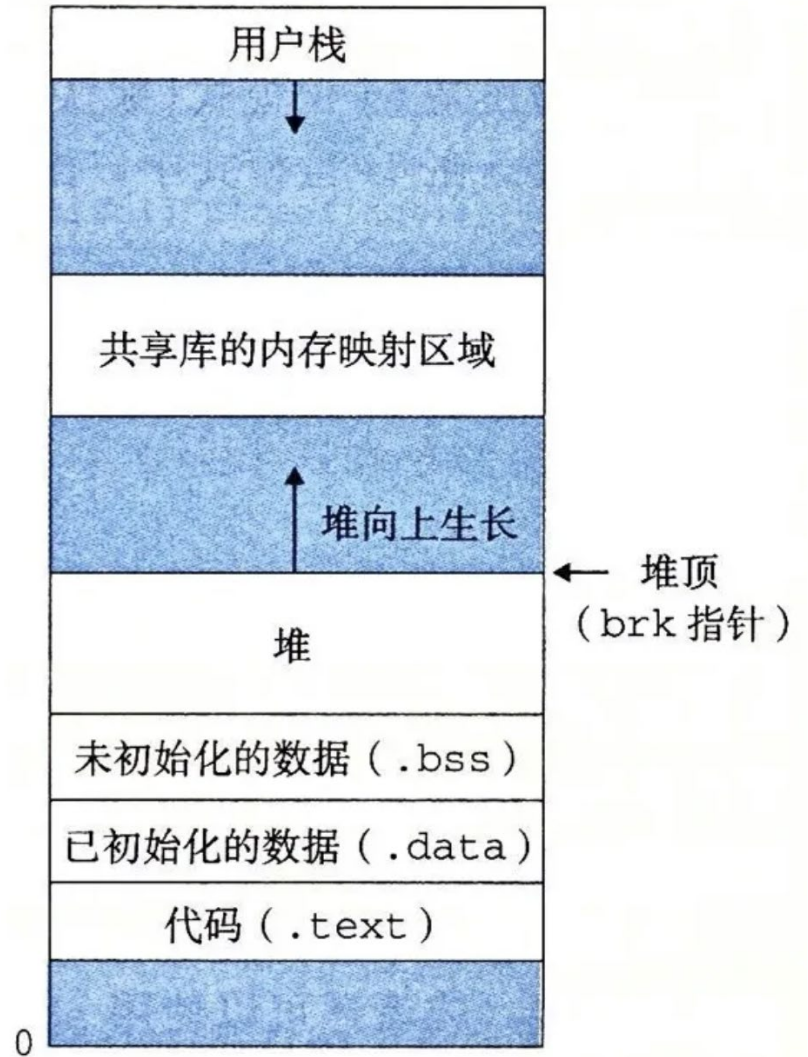 用户栈
共享库的内存映射区域
堆向上生长
堆顶
（brk 指针）
堆
未初始化的数据（.bss）
已初始化的数据（.data）
代码（.text）
0